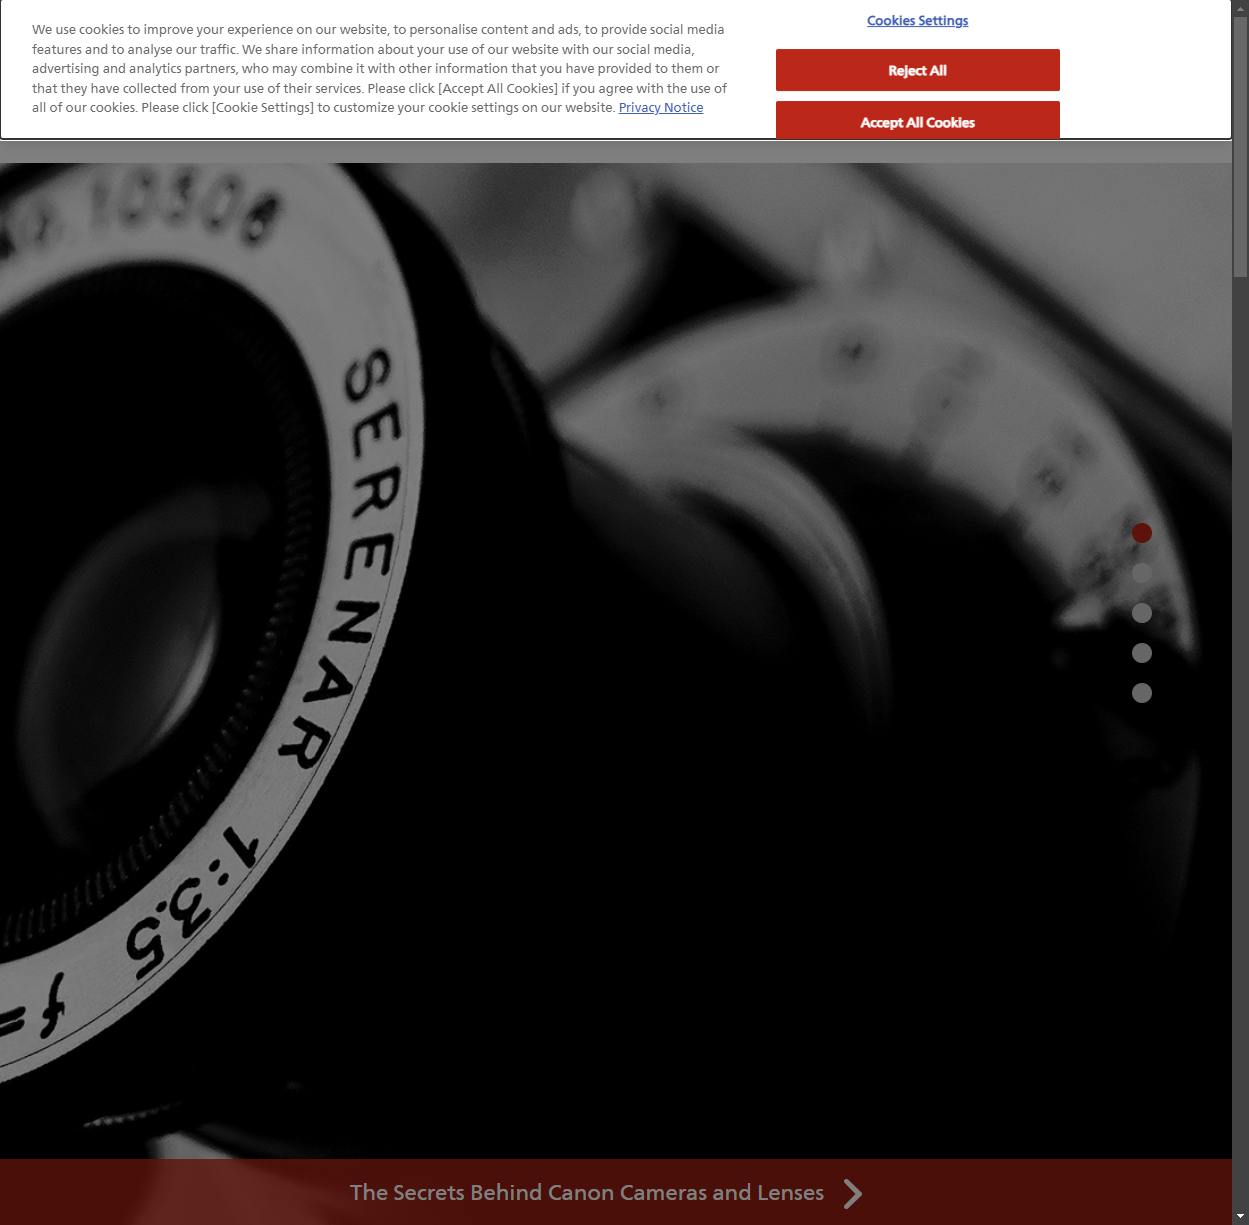 We use cookies to improve your experience on our website, to personalise content and ads, to provide social media
features and to analyse our traffic. We share information about your use of our website with our social media,
advertising and analytics partners, who may combine it with other information that you have provided to them or
that they have collected from your use of their services. Please click [Accept All Cookies] if you agree with the use of
all of our cookies. Please click [Cookie Settings] to customize your cookie settings on our website. Privacy Notice
Cookies Settings
Reject All
Accept All Cookies
No. 10306
SERENAR
1:3.5
f=
The Secrets Behind Canon Cameras and Lenses